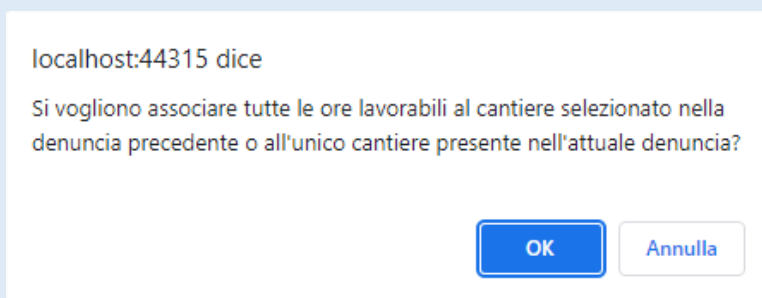 localhost:44315 dice
Si vogliono associare tutte le ore lavorabili al cantiere selezionato nella
denuncia precedente o all'unico cantiere presente nell'attuale denuncia?
OK
Annulla